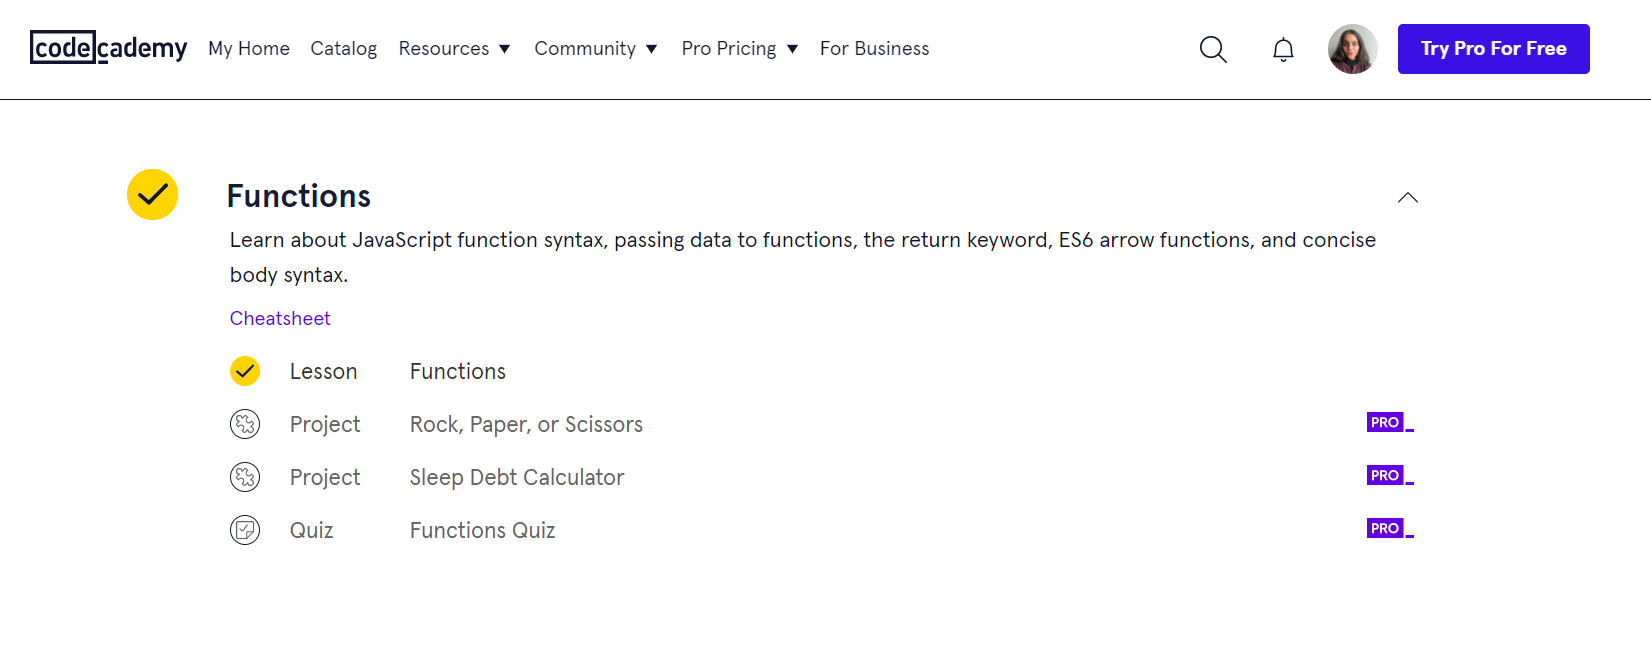 codecademy My Home Catalog Resources Community Pro Pricing For Business Try Pro For Free
Functions
Learn about JavaScript function syntax, passing data to functions, the return keyword, ES6 arrow functions, and concise
body syntax.
Cheatsheet
Lesson Functions
Project Rock, Paper, or Scissors PRO
Project Sleep Debt Calculator PRO
Quiz Functions Quiz PRO